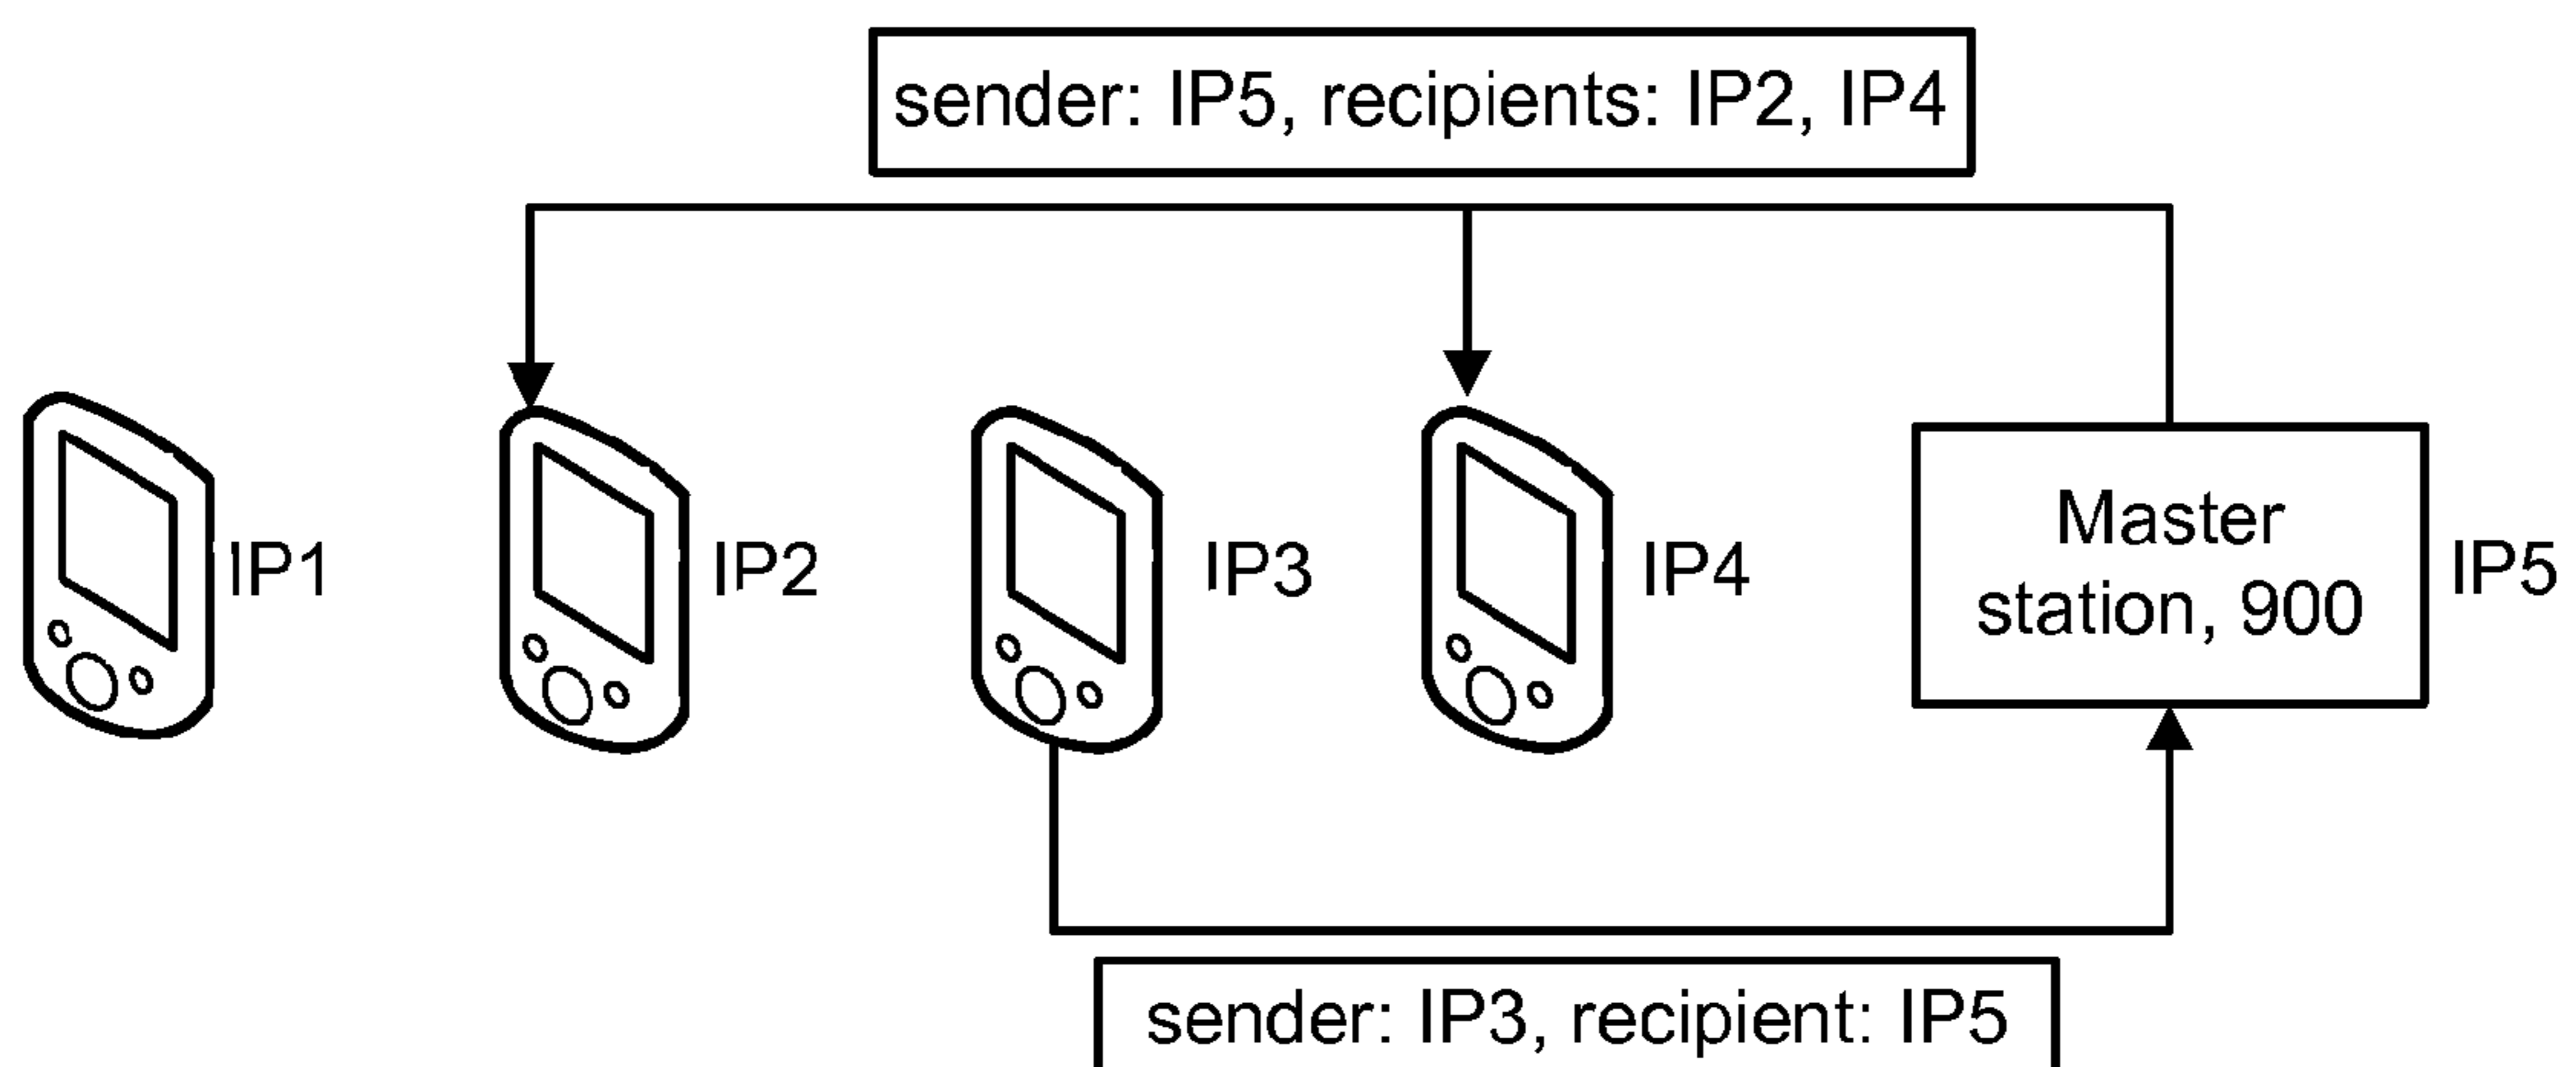 sender: IP5, recipients: IP2, IP4
IP1
IP2
IP3
IP4
Master
station, 900
IP5
sender: IP3, recipient: IP5